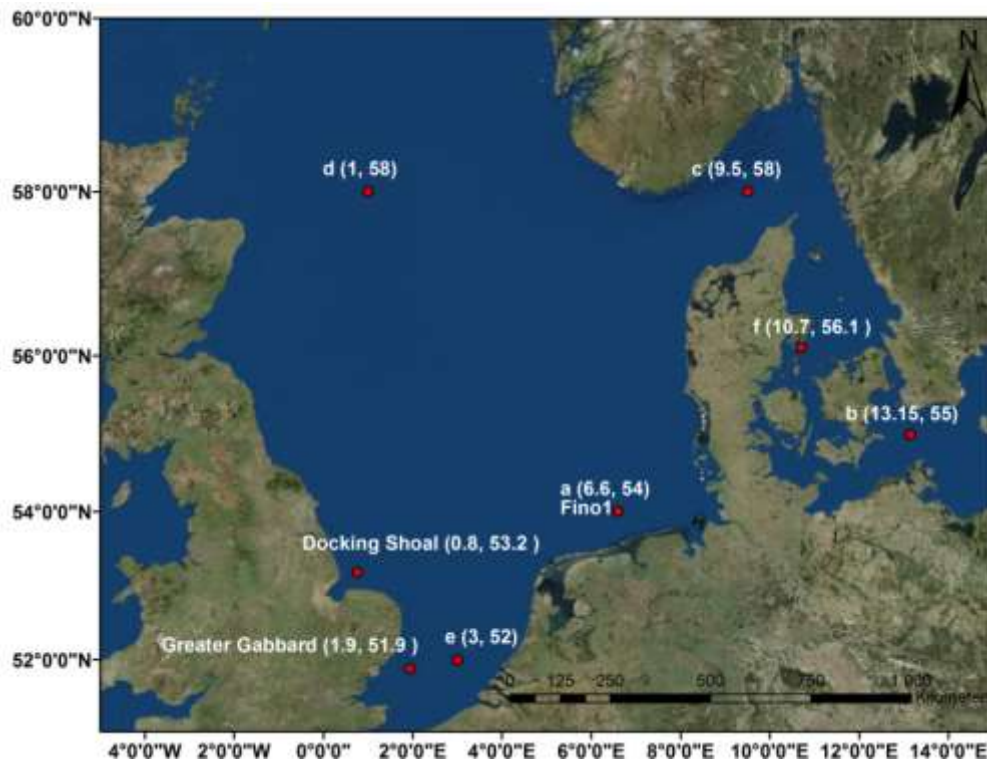 60°0'0"N
N
d (1, 58)
c (9.5, 58)
58°0'0"N
f (10.7, 56.1 )
56°0'0"N
b (13.15, 55)
a (6.6, 54)
Fino1
54°0'0"N
Docking Shoal (0.8, 53.2 )
Greater Gabbard (1.9, 51.9 )
e (3, 52)
52°0'0"N
0 125 250 500 750 1 000
Kilometers
4°0'0"W 2°0'0"W 0°0'0" 2°0'0"E 4°0'0"E 6°0'0"E 8°0'0"E 10°0'0"E 12°0'0"E 14°0'0"E